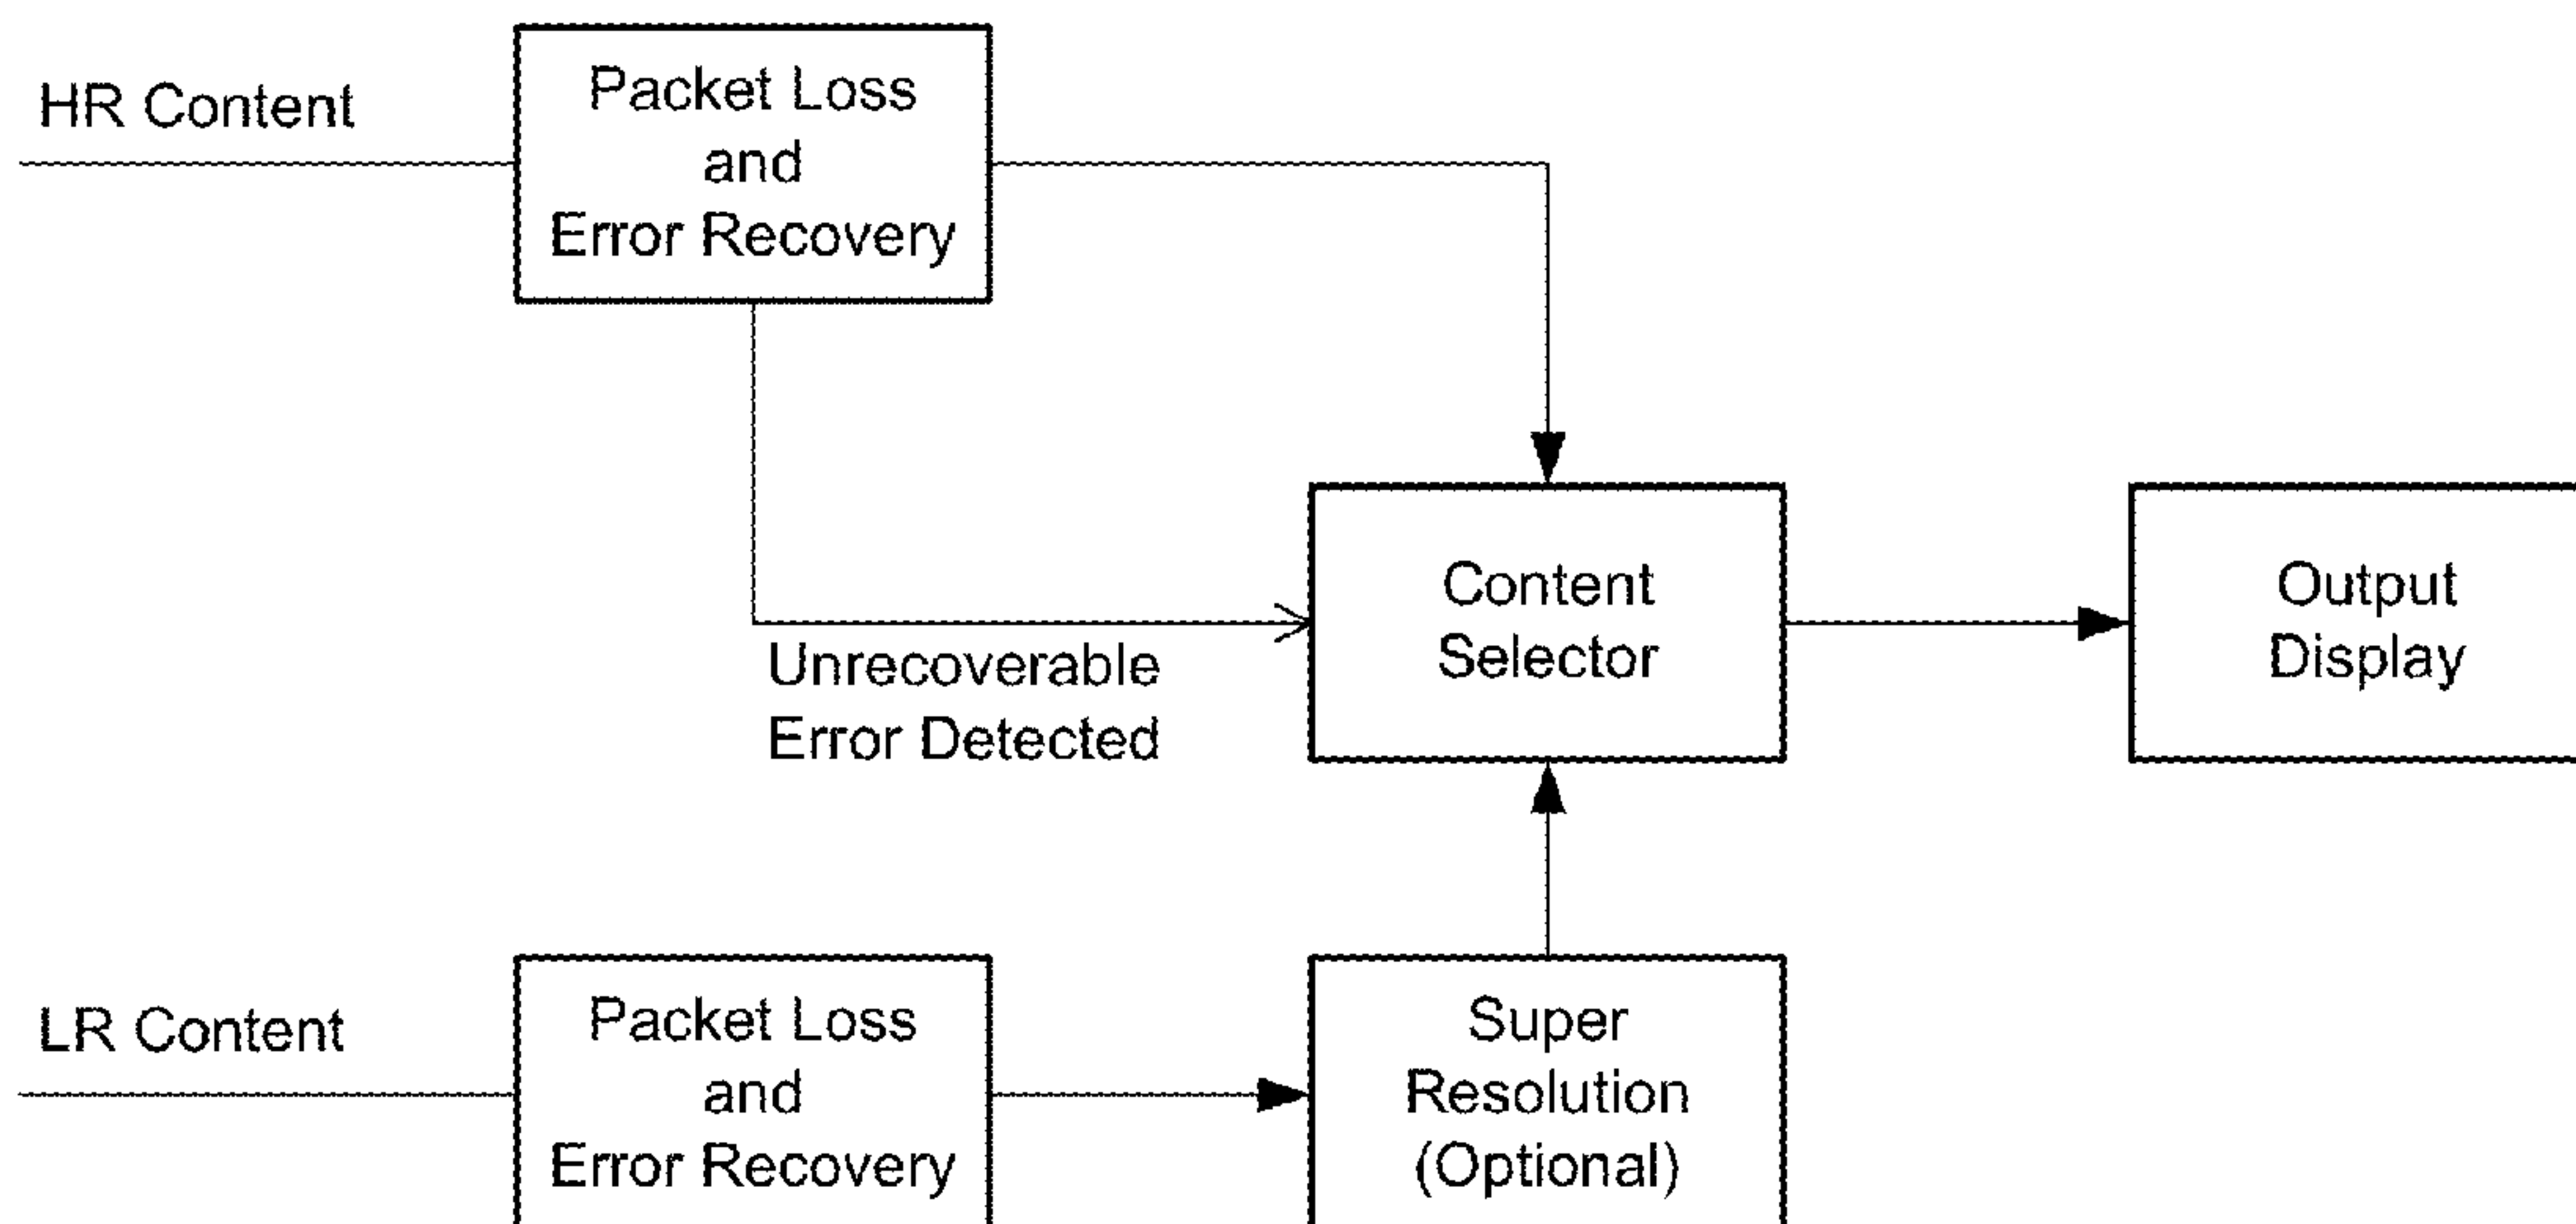 HR Content
Packet Loss
and
Error Recovery
Unrecoverable
Error Detected
Content
Selector
Output
Display
LR Content
Packet Loss
and
Error Recovery
Super
Resolution
(Optional)